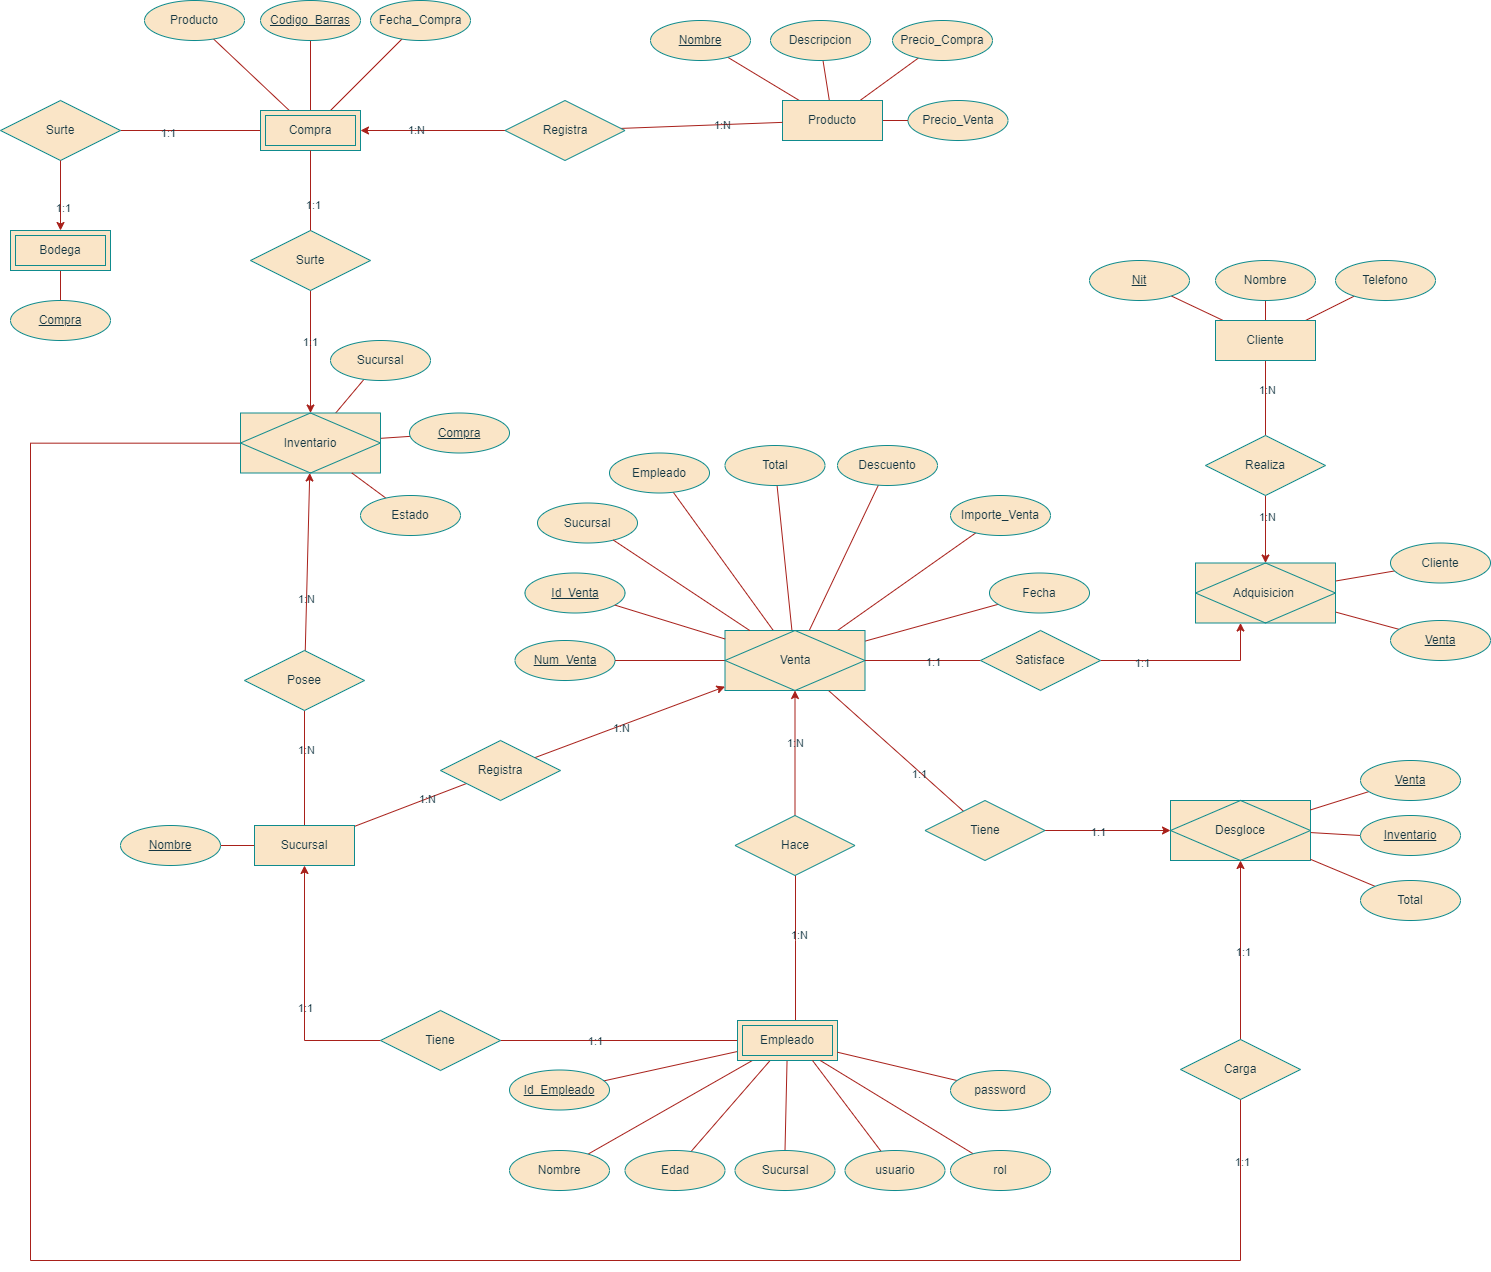 Producto
Codigo_Barras
Fecha_Compra
Nombre
Descripcion
Precio_Compra
Surte
1:1
Compra
1:N
Registra
1:N
Producto
Precio_Venta
1:1
1:1
Bodega
Surte
Compra
Nit
Nombre
Telefono
1:1
Cliente
Sucursal
1:N
Inventario
Compra
Estado
Empleado
Total
Descuento
Realiza
Sucursal
Importe_Venta
1:N
Id_Venta
Fecha
Adquisicion
Cliente
1:N
Venta
Num_Venta
Venta
1:1
Satisface
1:1
Posee
1:N
1:N
1:N
Registra
1:1
Venta
1:N
Nombre
Sucursal
Hace
Tiene
1:1
Desgloce
Inventario
Total
1:N
1:1
1:1
Tiene
1:1
Empleado
Carga
Id_Empleado
password
Nombre
Edad
Sucursal
usuario
rol
1:1